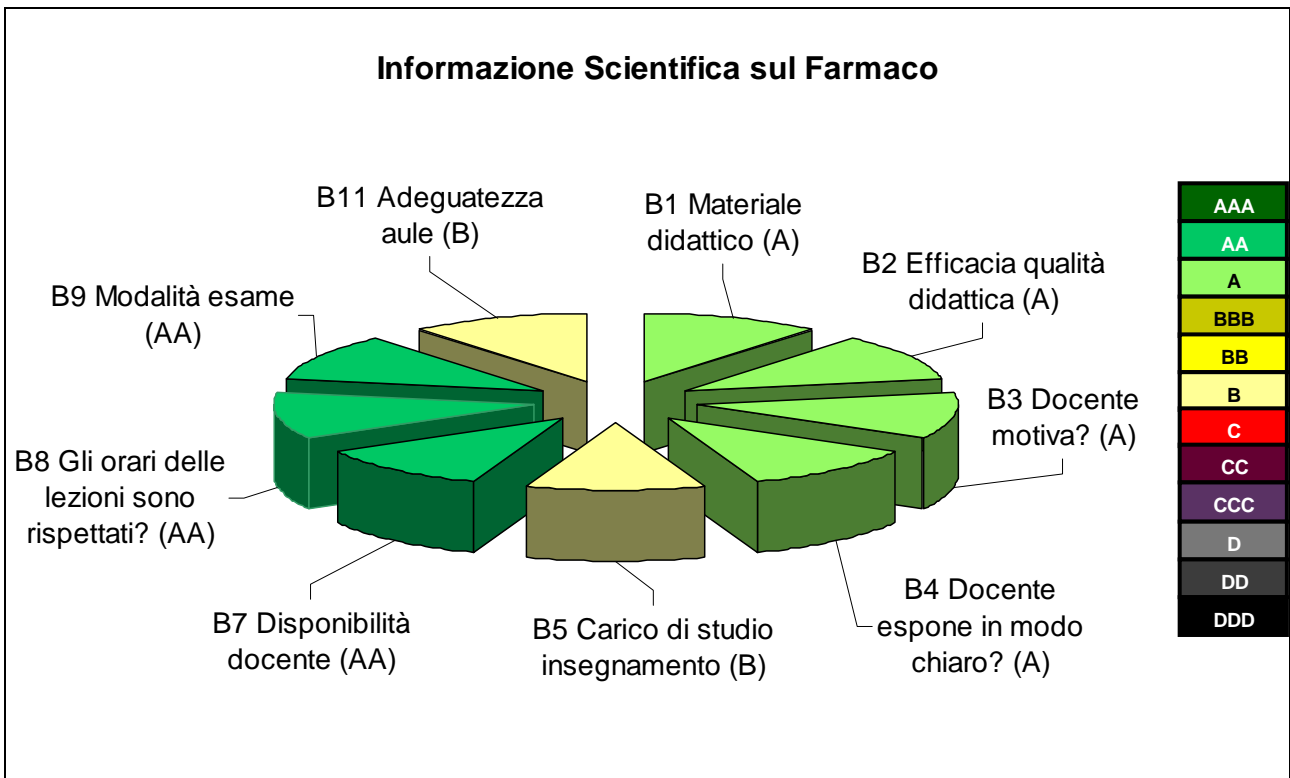 Informazione Scientifica sul Farmaco
B11 Adeguatezza
aule (B)
B1 Materiale
didattico (A)
B2 Efficacia qualità
didattica (A)
B9 Modalità esame
(AA)
B3 Docente
motiva? (A)
B8 Gli orari delle
lezioni sono
rispettati? (AA)
B4 Docente
espone in modo
chiaro? (A)
B7 Disponibilità
docente (AA)
B5 Carico di studio
insegnamento (B)
AAA
AA
A
BBB
BB
B
C
CC
CCC
D
DD
DDD